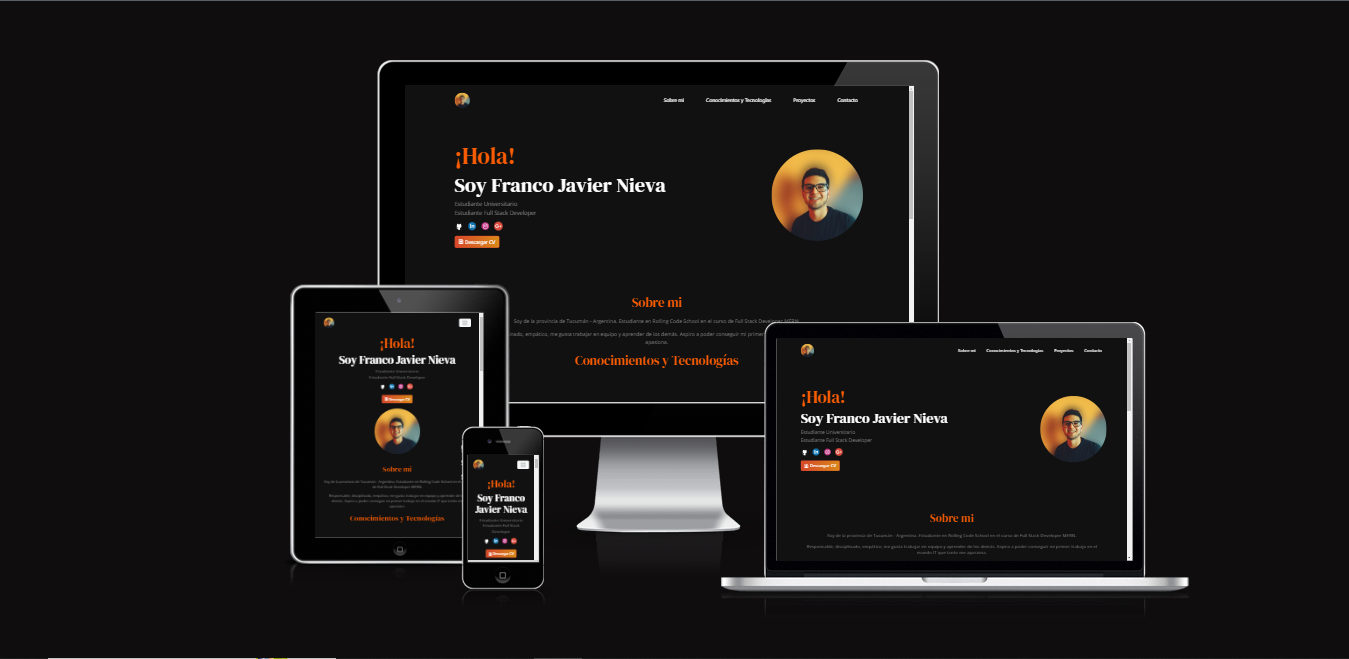 Sobre mi
Conocimientos y Tecnologias
Proyectos
Contacto
¡Hola!
Soy Franco Javier Nieva
Estudiante Universitario
Estudiante Full Stack Developer
Descargar CV
Sobre mi
Soy de la provincia de Tucumán - Argentina. Estudiante en Rolling Code School en el curso de Full Stack Developer MERN.
empático, me gusta trabajar en equipo y aprender de los demás. Aspiro a poder conseguir mi primer
apasiona.
Conocimientos y Tecnologías
¡Hola!
Soy Franco Javier Nieva
Estudiante Universitario
Estudiante Full Stack Developer
Descargar CV
Sobre mi
Soy de la provincia de Tucumán - Argentina. Estudiante en Rolling Code School en el curso
de Full Stack Developer MERN.
Responsable, disciplinado, empático, me gusta trabajar en equipo y aprender de los
demás. Aspiro a poder conseguir mi primer trabajo en el mundo IT que tanto me
apasiona.
Conocimientos y Tecnologías
¡Hola!
Soy Franco
Javier Nieva
Estudiante Universitario
Estudiante Full Stack
Developer
Descargar CV
Sobre mi
Conocimientos y Tecnologias
Proyectos
Contacto
¡Hola!
Soy Franco Javier Nieva
Estudiante Universitario
Estudiante Full Stack Developer
Descargar CV
Sobre mi
Soy de la provincia de Tucumán - Argentina. Estudiante en Rolling Code School en el curso de Full Stack Developer MERN.
Responsable, disciplinado, empático, me gusta trabajar en equipo y aprender de los demás. Aspiro a poder conseguir mi primer trabajo en el
mundo IT que tanto me apasiona.